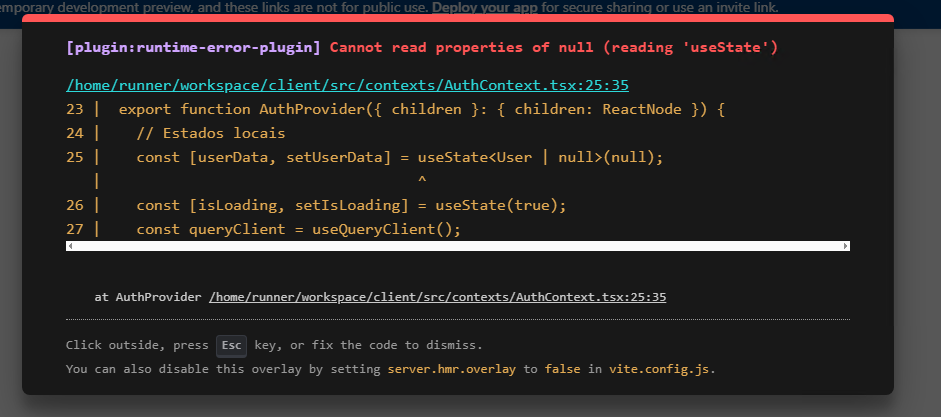 emporary development preview, and these links are not for public use. Deploy your app for secure sharing or use an invite link.
[plugin:runtime-error-plugin] Cannot read properties of null (reading 'useState')
/home/runner/workspace/client/src/contexts/AuthContext.tsx:25:35
23 |  export function AuthProvider({ children }: { children: ReactNode }) {
24 |    // Estados locais
25 |    const [userData, setUserData] = useState<User | null>(null);
   |                                    ^
26 |    const [isLoading, setIsLoading] = useState(true);
27 |    const queryClient = useQueryClient();
at AuthProvider /home/runner/workspace/client/src/contexts/AuthContext.tsx:25:35
Click outside, press Esc key, or fix the code to dismiss.
You can also disable this overlay by setting server.hmr.overlay to false in vite.config.js.